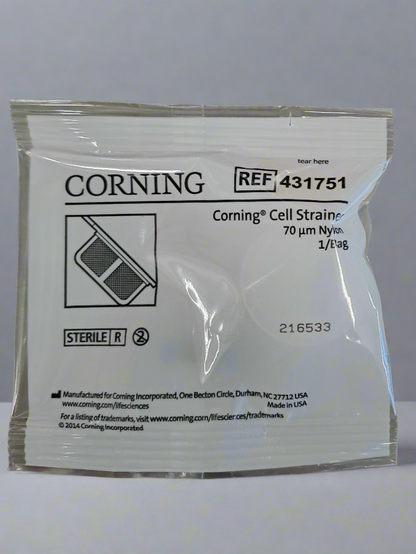 tear here
CORNING REF 431751
Corning® Cell Strainer
70 µm Nylon
1/Bag
216533
STERILE R 2
Manufactured for Corning Incorporated, One Becton Circle, Durham, NC 27712 USA
www.corning.com/lifesciences Made in USA
For a listing of trademarks, visit www.corning.com/lifesciences/trademarks
© 2014 Corning Incorporated